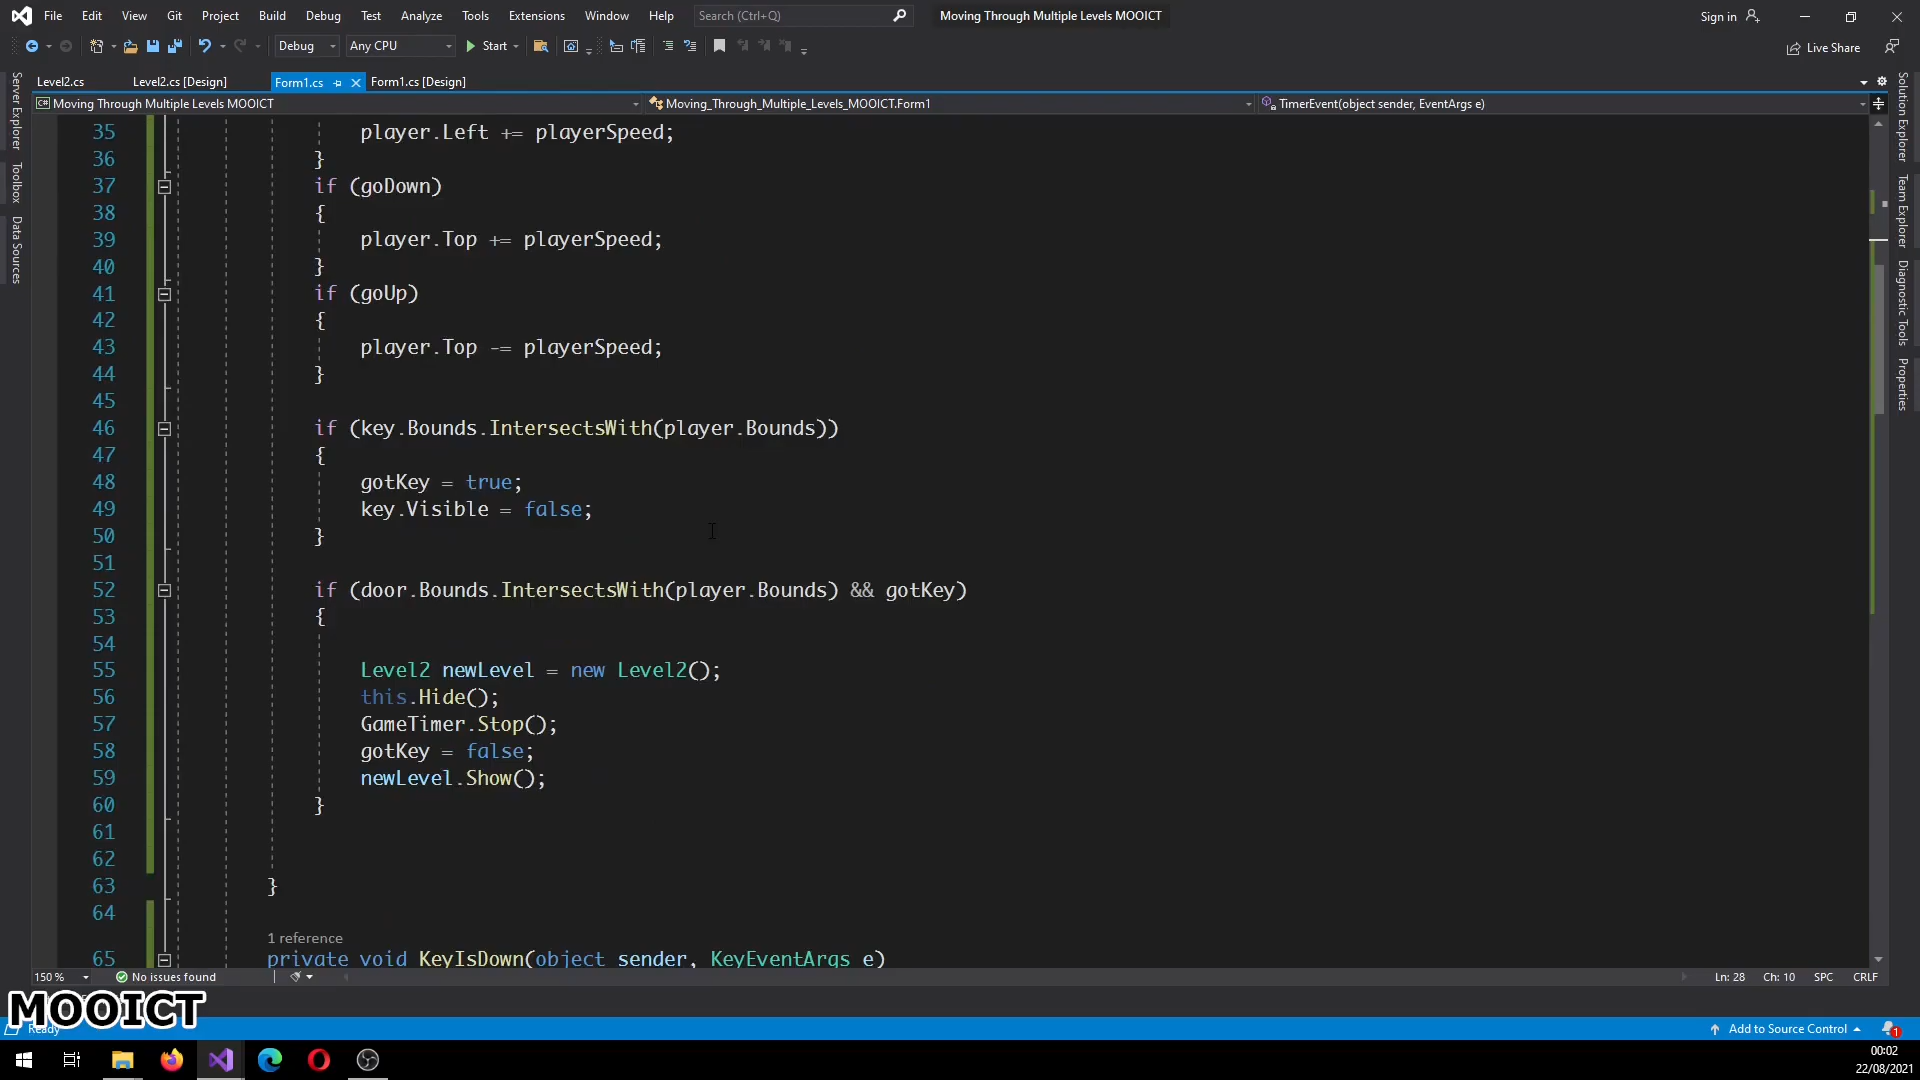 File Edit View Git Project Build Debug Test Analyze Tools Extensions Window Help Search (Ctrl+Q) Moving Through Multiple Levels MOOICT Sign in
Debug Any CPU Start Live Share
Level2.cs Level2.cs [Design] Form1.cs Form1.cs [Design]
Moving Through Multiple Levels MOOICT Moving_Through_Multiple_Levels_MOOICT.Form1 TimerEvent(object sender, EventArgs e)
Server Explorer
Toolbox
Data Sources
35 player.Left += playerSpeed;
36 }
37 if (goDown)
38 {
39 player.Top += playerSpeed;
40 }
41 if (goUp)
42 {
43 player.Top -= playerSpeed;
44 }
45
46 if (key.Bounds.IntersectsWith(player.Bounds))
47 {
48 gotKey = true;
49 key.Visible = false;
50 }
51
52 if (door.Bounds.IntersectsWith(player.Bounds) && gotKey)
53 {
54
55 Level2 newLevel = new Level2();
56 this.Hide();
57 GameTimer.Stop();
58 gotKey = false;
59 newLevel.Show();
60 }
61
62
63 }
64
1 reference
65 private void KeyIsDown(object sender, KeyEventArgs e)
Solution Explorer
Team Explorer
Diagnostic Tools
Properties
150 % No issues found Ln: 28 Ch: 10 SPC CRLF
MOOICT
Ready Add to Source Control 1
00:02
22/08/2021